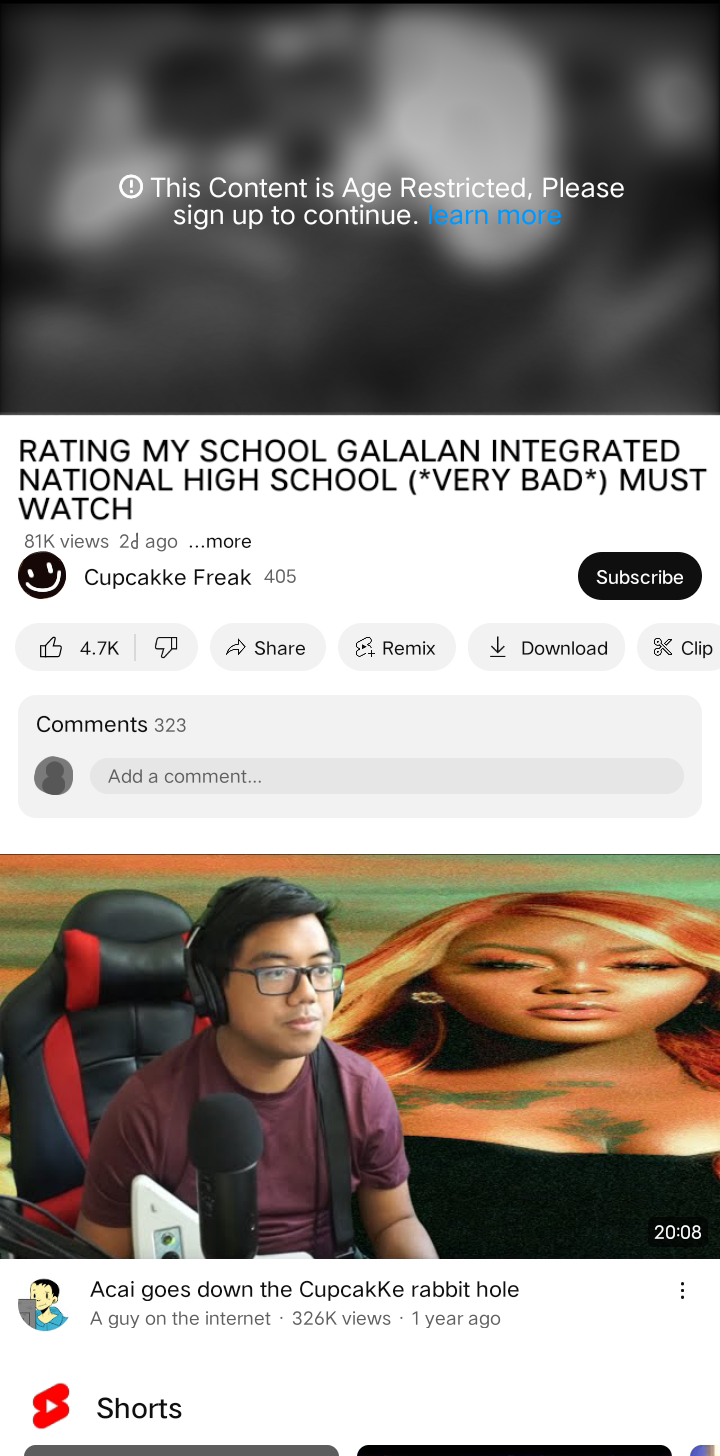 This Content is Age Restricted, Please
sign up to continue. learn more
RATING MY SCHOOL GALALAN INTEGRATED
NATIONAL HIGH SCHOOL (*VERY BAD*) MUST
WATCH
81K views 2d ago ...more
Cupcakke Freak 405
Subscribe
4.7K
Share
Remix
Download
Clip
Comments 323
Add a comment...
20:08
Acai goes down the CupcakKe rabbit hole
A guy on the internet · 326K views · 1 year ago
Shorts